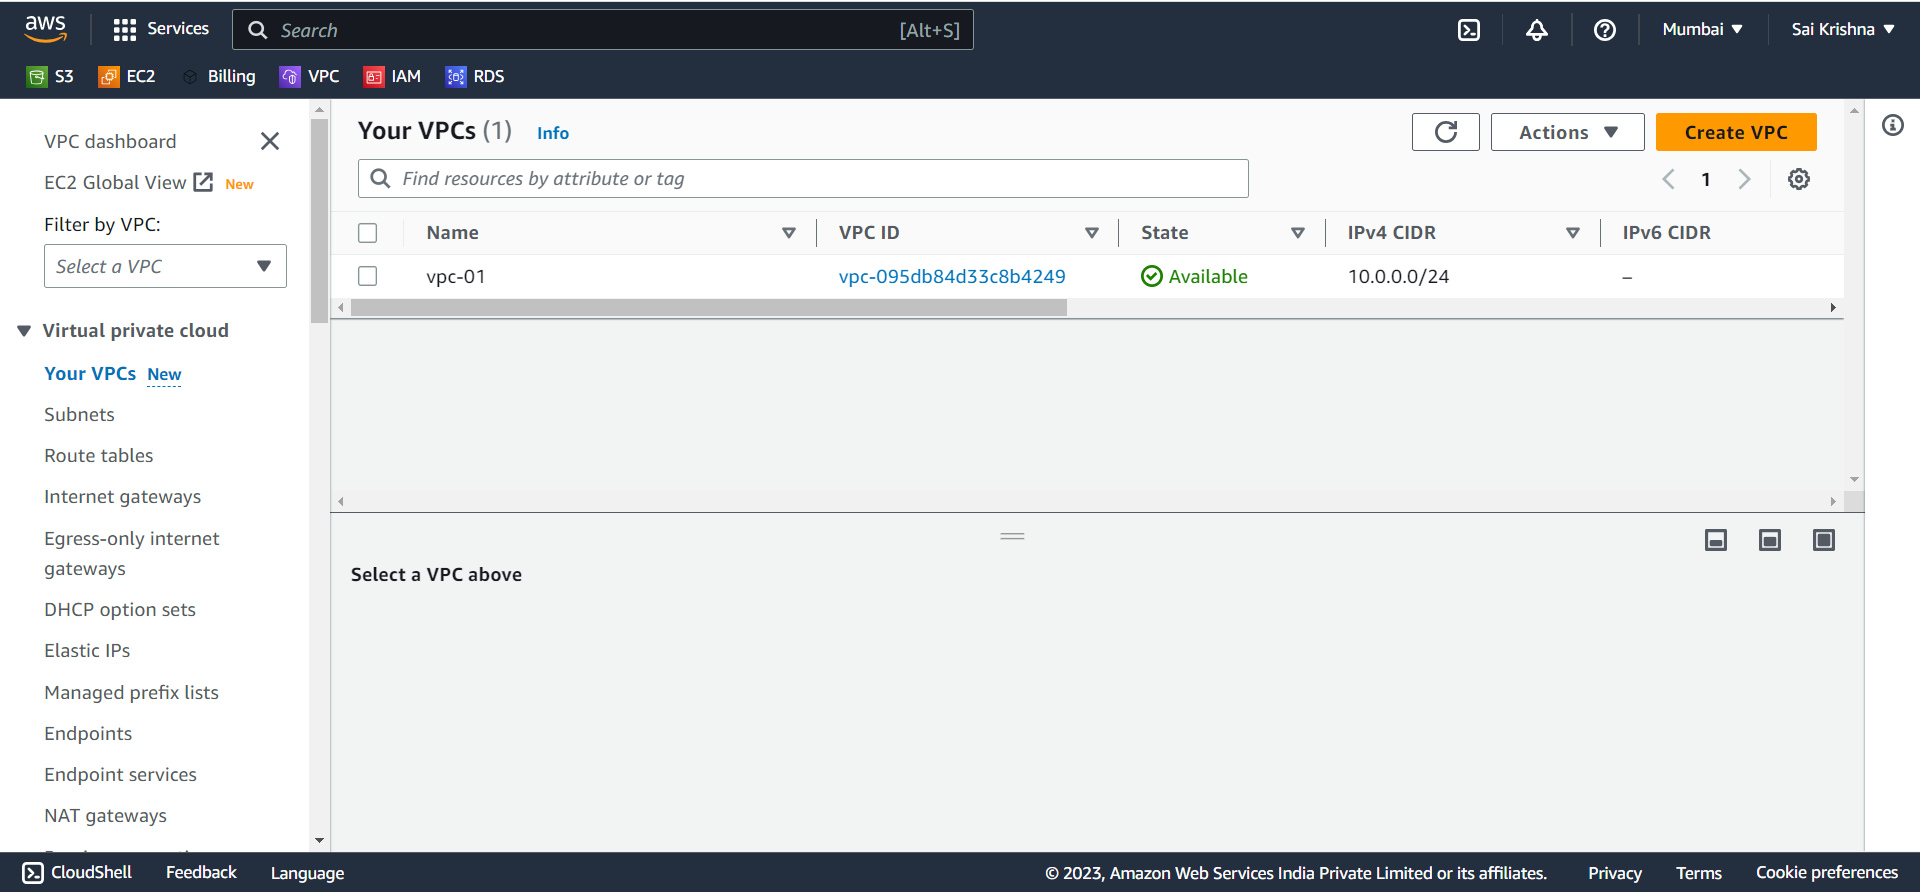 aws Services Search [Alt+S] Mumbai Sai Krishna
S3 EC2 Billing VPC IAM RDS
VPC dashboard
EC2 Global View New
Filter by VPC:
Select a VPC
Virtual private cloud
Your VPCs New
Subnets
Route tables
Internet gateways
Egress-only internet
gateways
DHCP option sets
Elastic IPs
Managed prefix lists
Endpoints
Endpoint services
NAT gateways
Your VPCs (1) Info
Actions Create VPC
Find resources by attribute or tag
1
Name VPC ID State IPv4 CIDR IPv6 CIDR
vpc-01 vpc-095db84d33c8b4249 Available 10.0.0.0/24 –
Select a VPC above
CloudShell Feedback Language © 2023, Amazon Web Services India Private Limited or its affiliates. Privacy Terms Cookie preferences